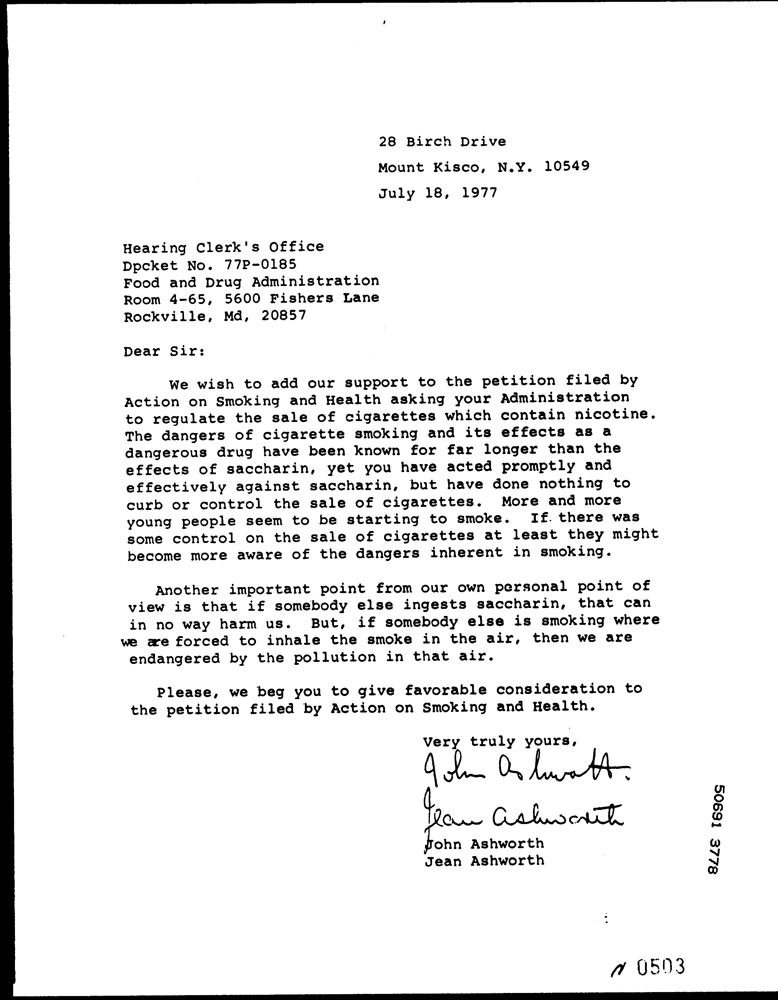 28 Birch Drive
Mount Kisco, N.Y. 10549
July 18, 1977
Hearing Clerk's Office
Dpcket No. 77P-0185
Food and Drug Administration
Room 4-65, 5600 Fishers Lane
Rockville, Md, 20857
Dear Sir:
We wish to add our support to the petition filed by
Action on Smoking and Health asking your Administration
to regulate the sale of cigarettes which contain nicotine.
The dangers of cigarette smoking and its effects as a
dangerous drug have been known for far longer than the
effects of saccharin, yet you have acted promptly and
effectively against saccharin, but have done nothing to
curb or control the sale of cigarettes. More and more
young people seem to be starting to smoke. If there was
some control on the sale of cigarettes at least they might
become more aware of the dangers inherent in smoking.
Another important point from our own personal point of
view is that if somebody else ingests saccharin, that can
in no way harm us. But, if somebody else is smoking where
we are forced to inhale the smoke in the air, then we are
endangered by the pollution in that air.
Please, we beg you to give favorable consideration to
the petition filed by Action on Smoking and Health.
Very truly yours,
John Ashworth
Jean Ashworth
John Ashworth
Jean Ashworth
50691 3778
N 0503